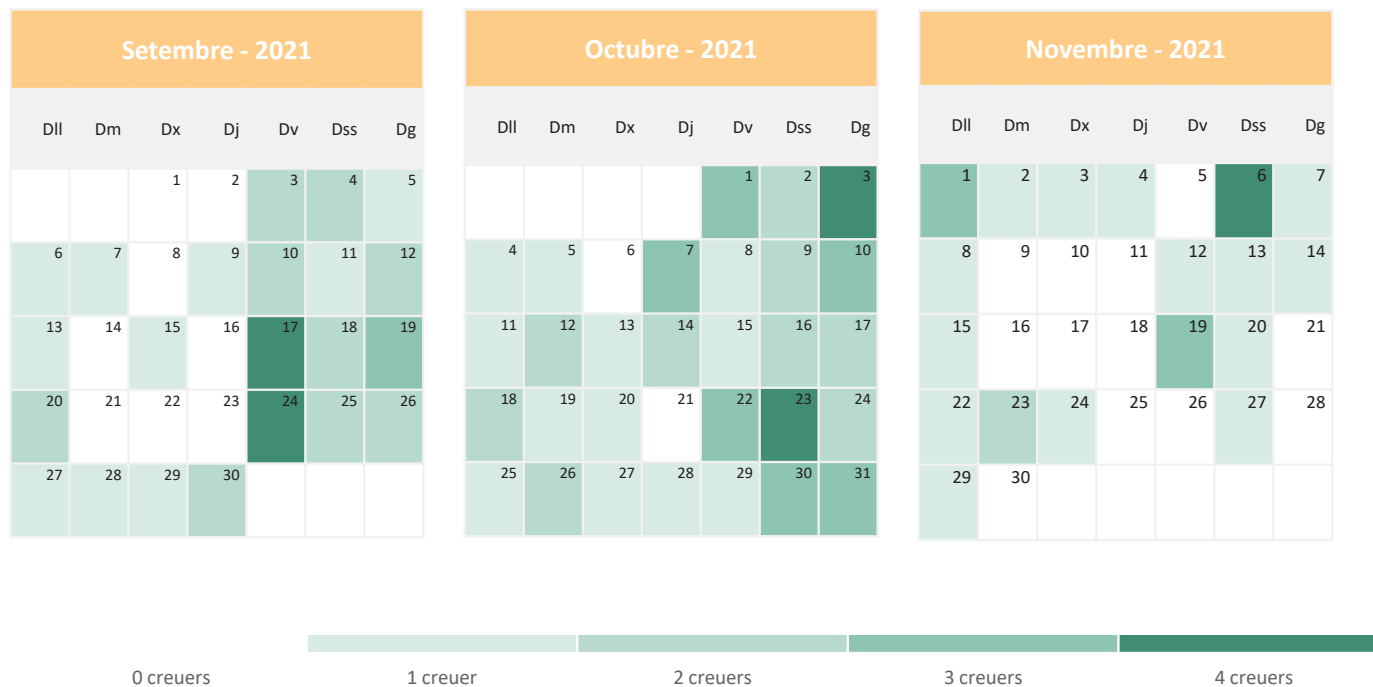 Setembre - 2021
Dll Dm Dx Dj Dv Dss Dg
1 2 3 4 5
6 7 8 9 10 11 12
13 14 15 16 17 18 19
20 21 22 23 24 25 26
27 28 29 30
Octubre - 2021
Dll Dm Dx Dj Dv Dss Dg
1 2 3
4 5 6 7 8 9 10
11 12 13 14 15 16 17
18 19 20 21 22 23 24
25 26 27 28 29 30 31
Novembre - 2021
Dll Dm Dx Dj Dv Dss Dg
1 2 3 4 5 6 7
8 9 10 11 12 13 14
15 16 17 18 19 20 21
22 23 24 25 26 27 28
29 30
0 creuers 1 creuer 2 creuers 3 creuers 4 creuers